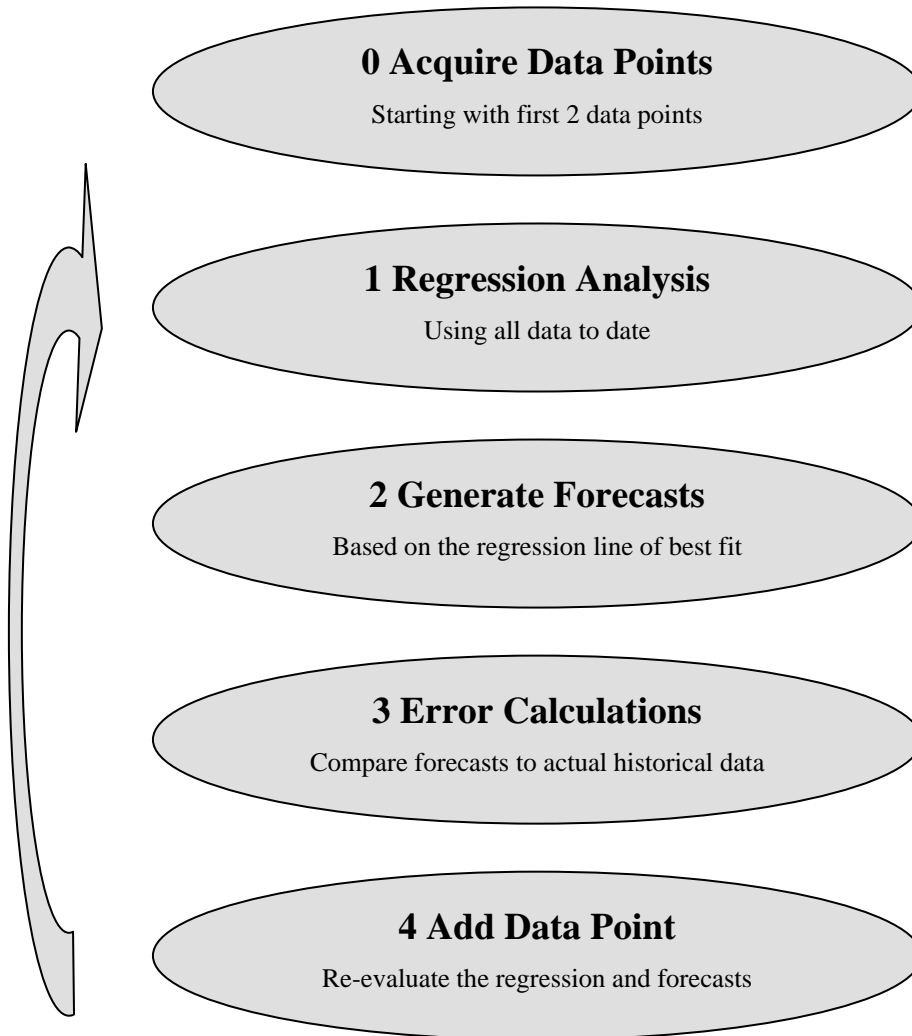 0 Acquire Data Points
Starting with first 2 data points
1 Regression Analysis
Using all data to date
2 Generate Forecasts
Based on the regression line of best fit
3 Error Calculations
Compare forecasts to actual historical data
4 Add Data Point
Re-evaluate the regression and forecasts